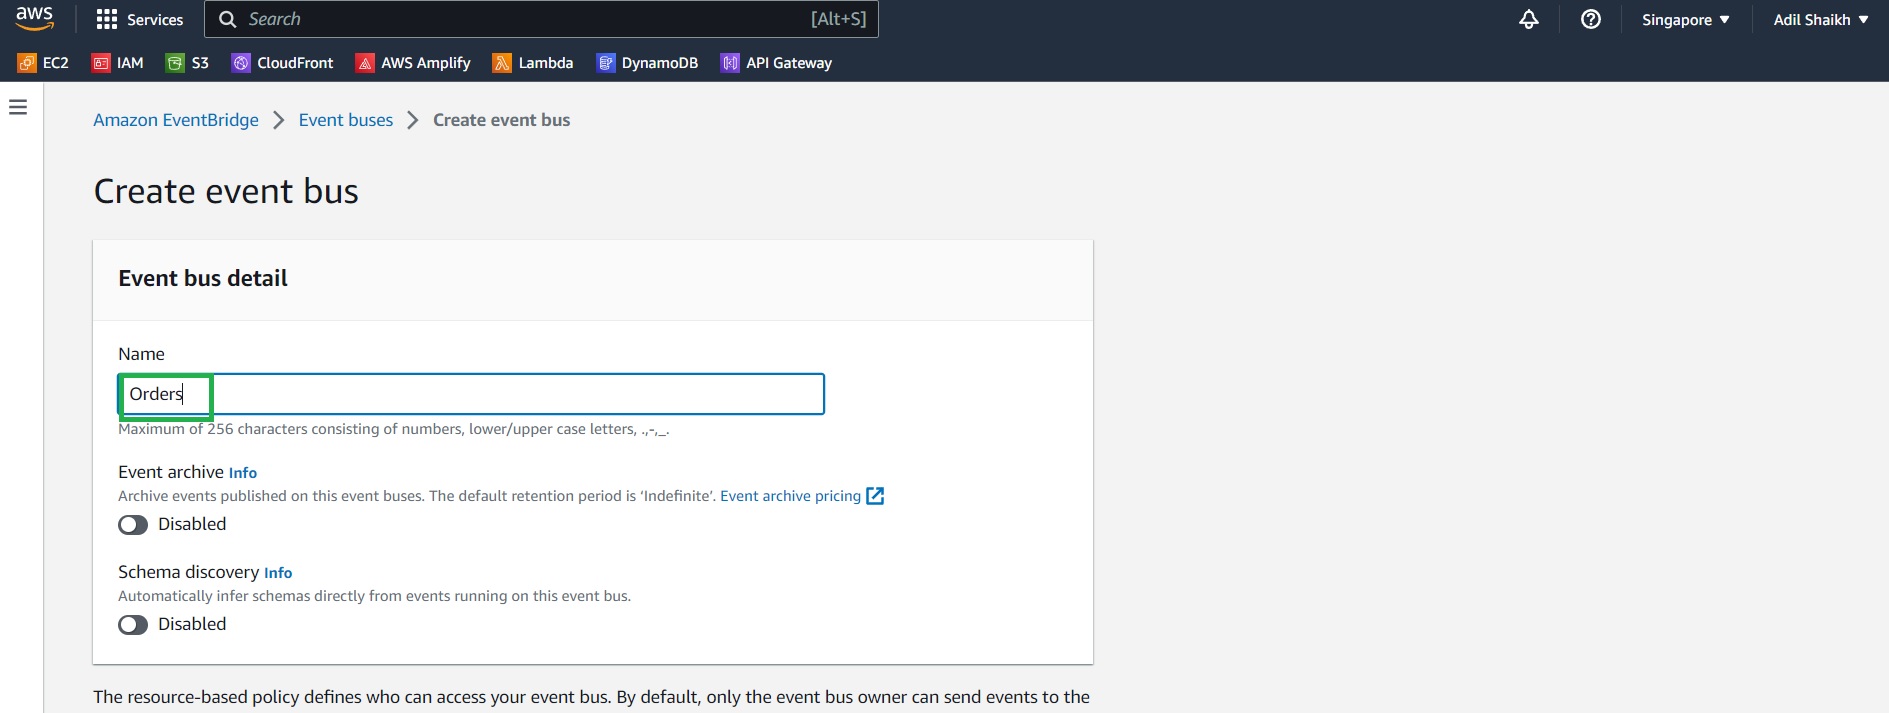 aws Services Search [Alt+S] Singapore Adil Shaikh
EC2 IAM S3 CloudFront AWS Amplify Lambda DynamoDB API Gateway
Amazon EventBridge Event buses Create event bus
Create event bus
Event bus detail
Name
Orders
Maximum of 256 characters consisting of numbers, lower/upper case letters, .,-,_.
Event archive Info
Archive events published on this event buses. The default retention period is ‘Indefinite’. Event archive pricing
Disabled
Schema discovery Info
Automatically infer schemas directly from events running on this event bus.
Disabled
The resource-based policy defines who can access your event bus. By default, only the event bus owner can send events to the